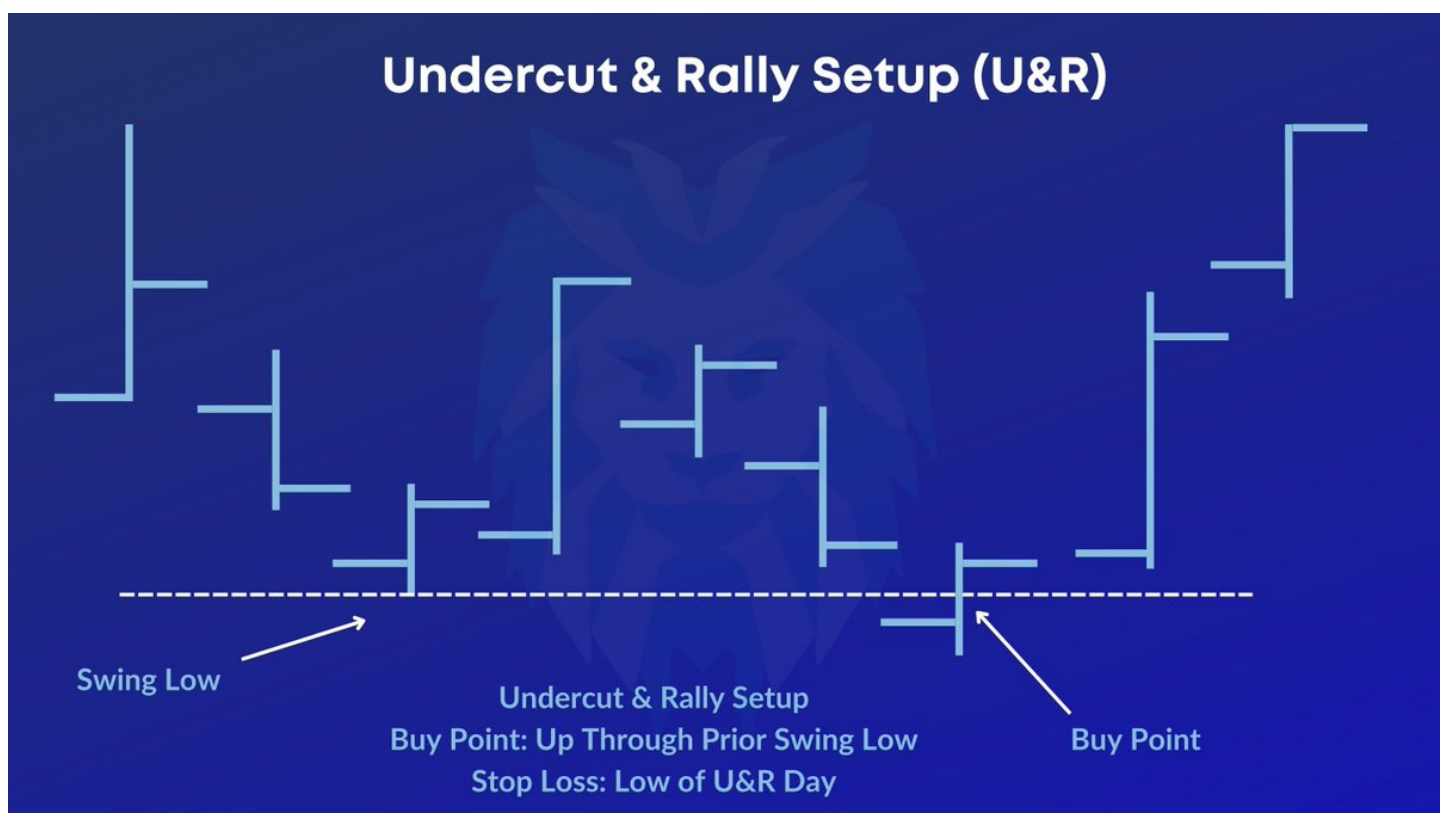 Undercut & Rally Setup (U&R)
Swing Low
Undercut & Rally Setup
Buy Point: Up Through Prior Swing Low
Stop Loss: Low of U&R Day
Buy Point